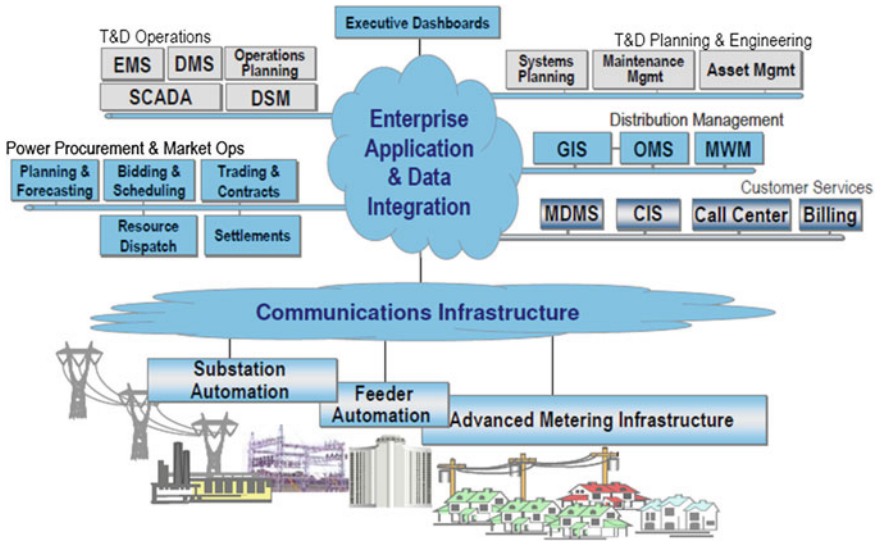 Executive Dashboards
T&D Operations
EMS
DMS
Operations
Planning
SCADA
DSM
T&D Planning & Engineering
Systems
Planning
Maintenance
Mgmt
Asset Mgmt
Enterprise
Application
& Data
Integration
Distribution Management
GIS
OMS
MWM
Power Procurement & Market Ops
Planning &
Forecasting
Bidding &
Scheduling
Trading &
Contracts
Resource
Dispatch
Settlements
Customer Services
MDMS
CIS
Call Center
Billing
Communications Infrastructure
Substation
Automation
Feeder
Automation
Advanced Metering Infrastructure